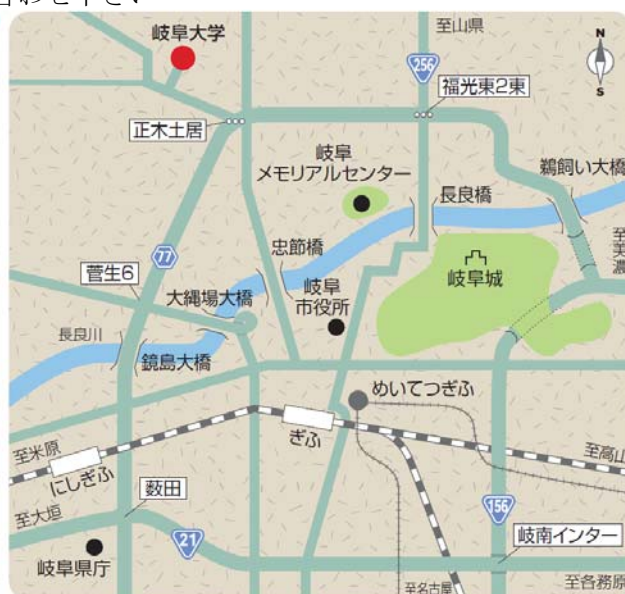 岐阜大学
至山県
N
S
256
福光東2東
正木土居
岐阜
メモリアルセンター
鵜飼い大橋
長良橋
至美濃
忠節橋
77
菅生6
大縄場大橋
岐阜
市役所
岐阜城
長良川
鏡島大橋
めいてつぎふ
ぎふ
至米原
にしぎふ
至高山
至大垣
薮田
21
156
岐南インター
岐阜県庁
至名古屋
至各務原